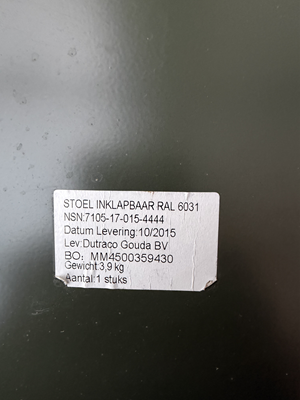 STOEL INKLAPBAAR RAL 6031
NSN:7105-17-015-4444
Datum Levering:10/2015
Lev:Dutraco Gouda BV
BO: MM4500359430
Gewicht:3,9 kg
Aantal:1 stuks